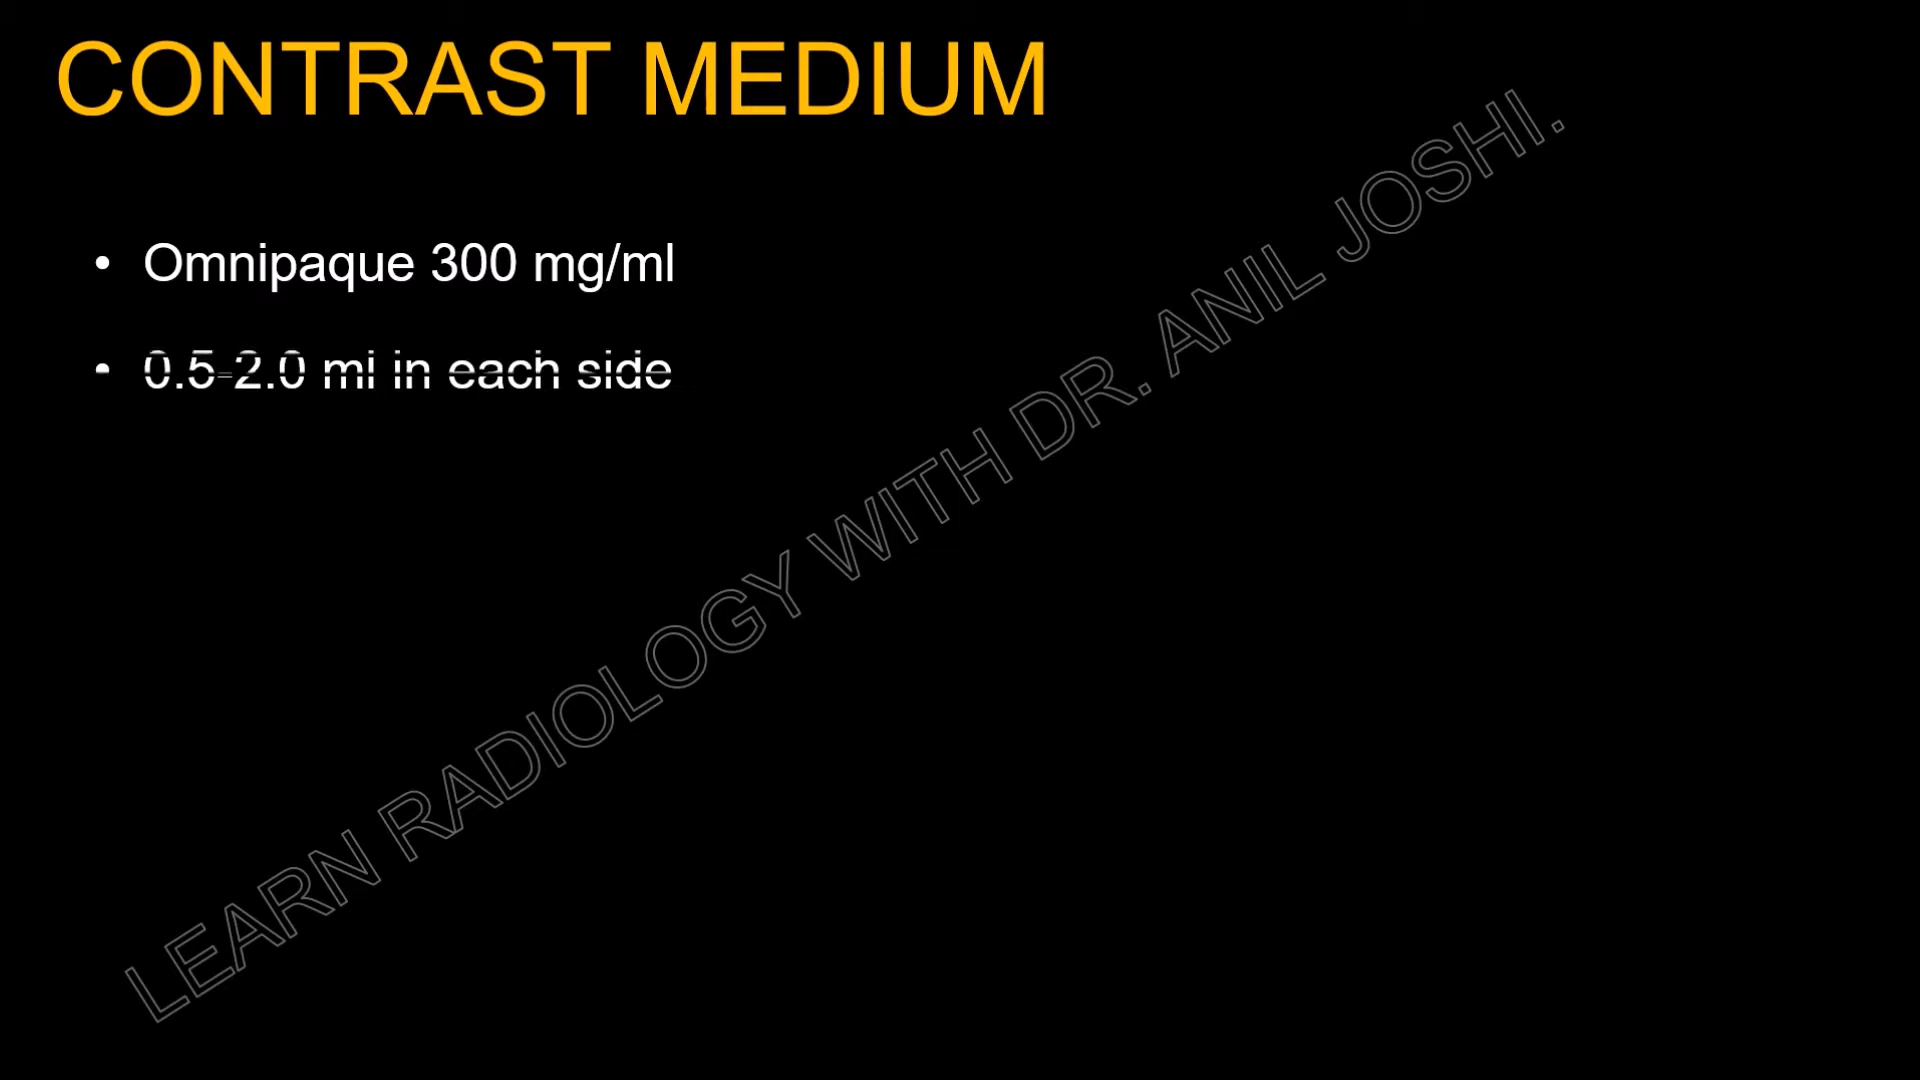 CONTRAST MEDIUM
• Omnipaque 300 mg/ml
• 0.5-2.0 ml in each side
LEARN RADIOLOGY WITH DR. ANIL JOSHI.